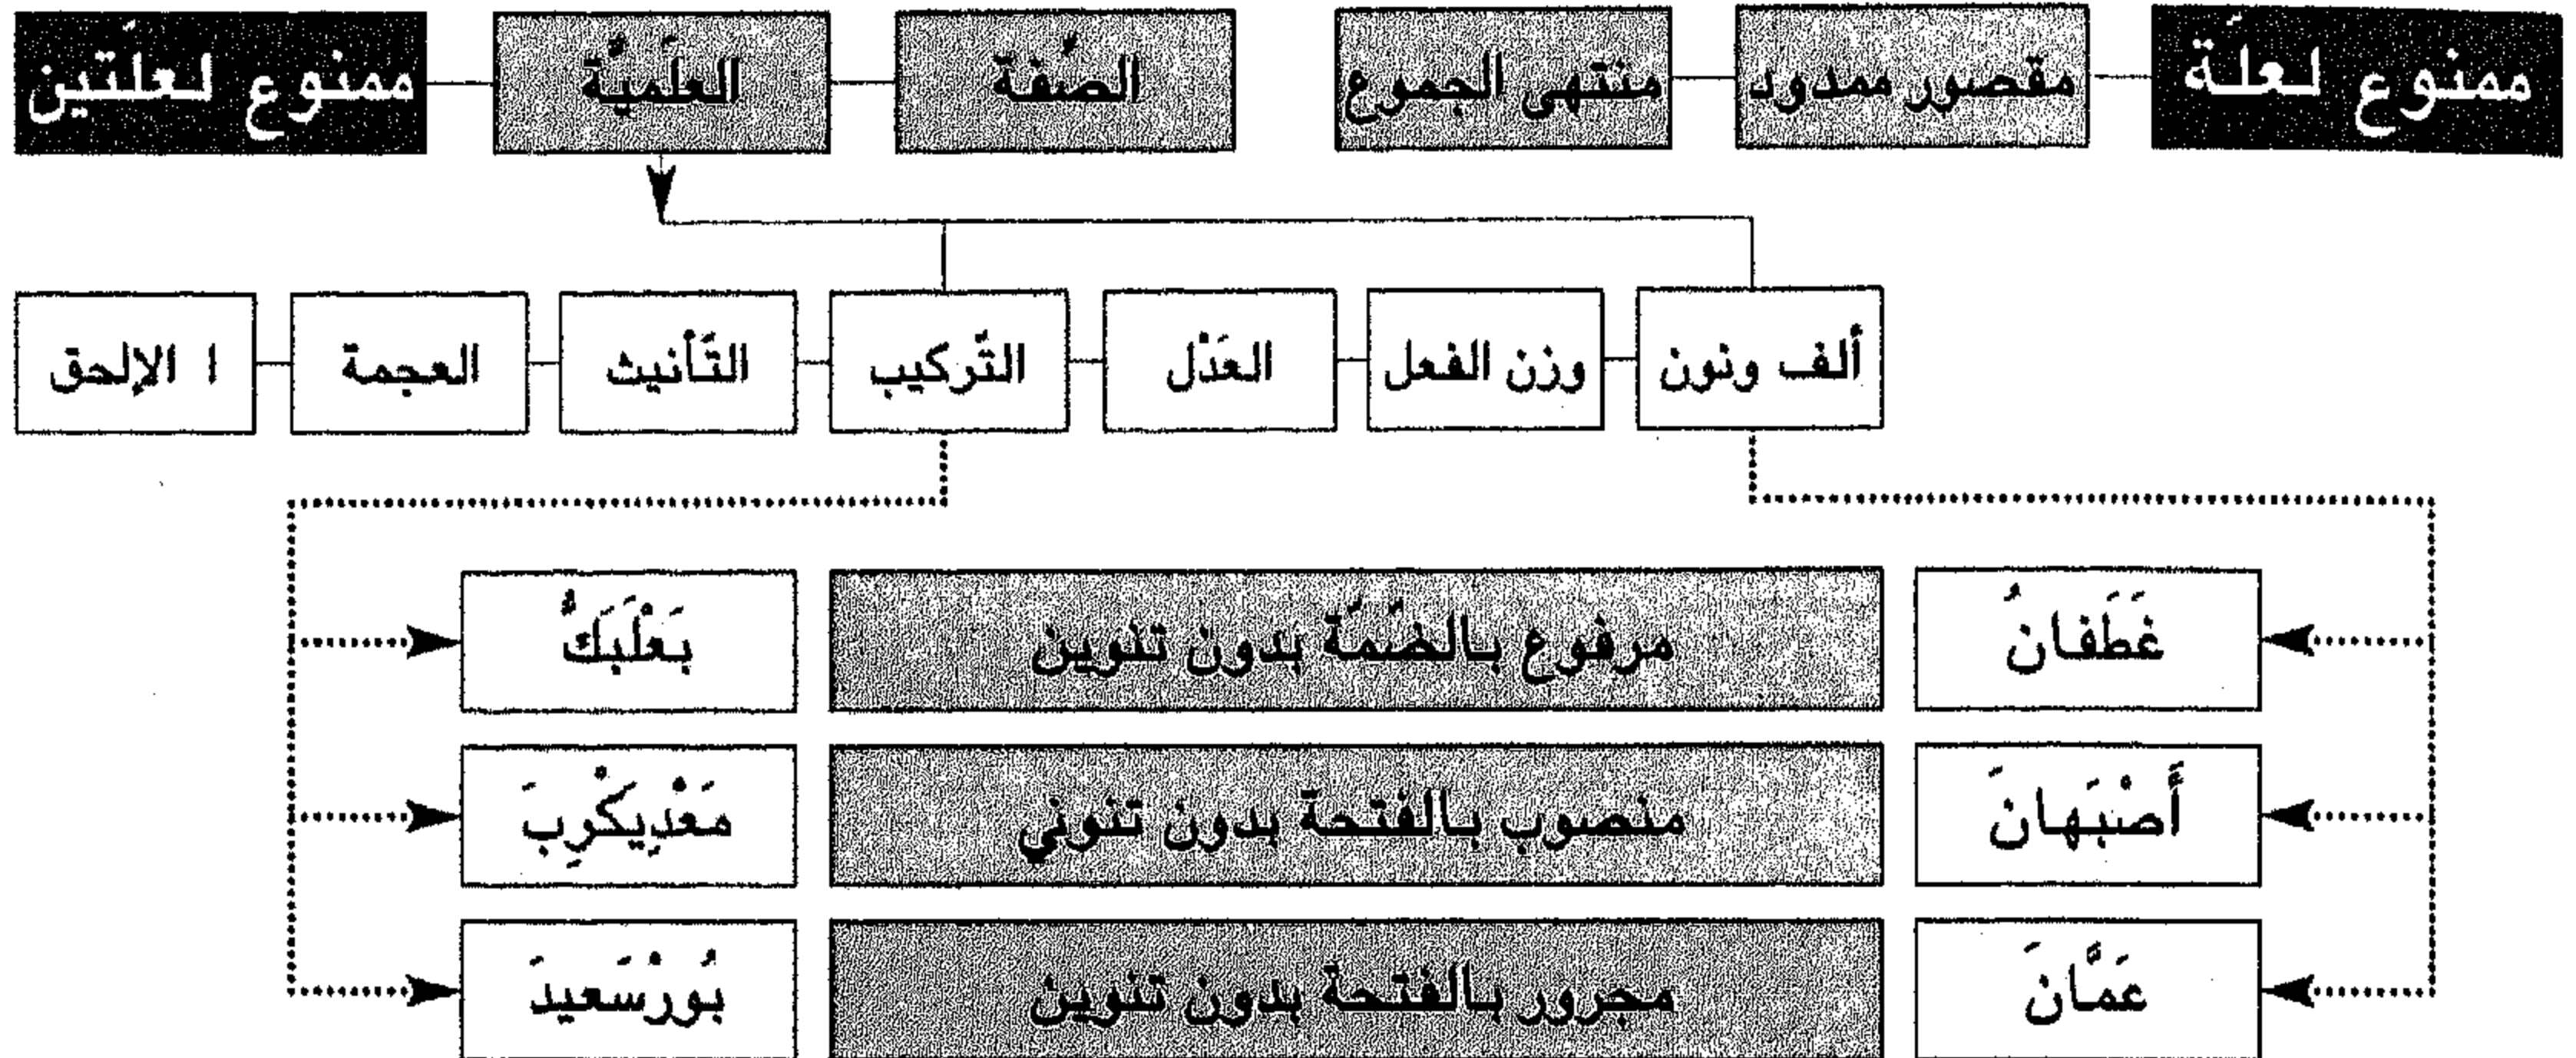 ممنوع لعلّة
مقصور ممدود
منتهى الجموع
الصّفة
العلَميّة
ممنوع لعلّتين
ألف ونون
وزن الفعل
العَدْل
التّركيب
التّأنيث
العجمة
ا الإلحق
غَطَفانُ
مرفوع بالضّمّة بدون تنوين
بَعْلَبَكُّ
أَصْبَهانَ
منصوب بالفتحة بدون تنوني
مَعْدِيكْرِبَ
عَمَّانَ
مجرور بالفتحة بدون تنوين
بُورْسَعيدَ